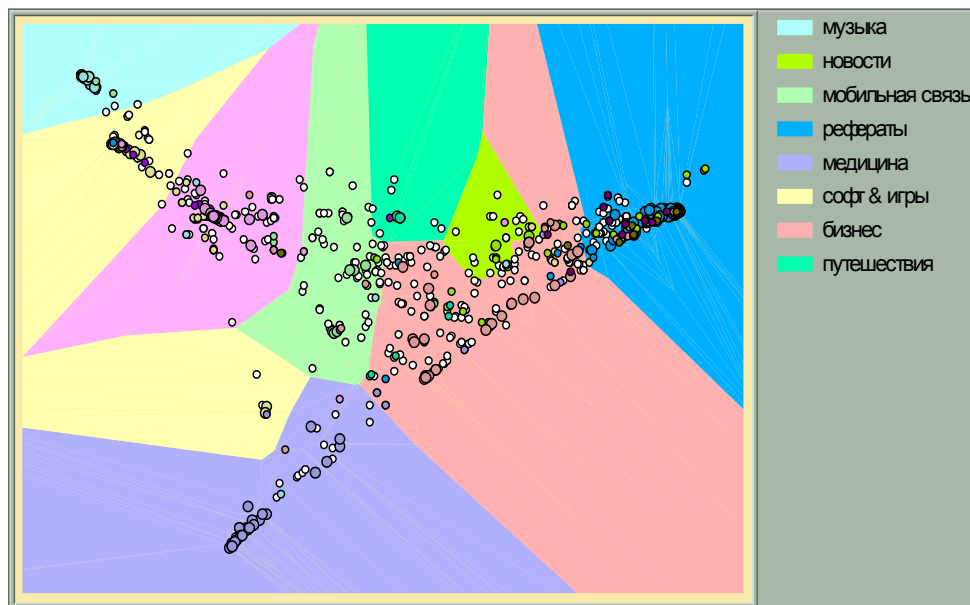 музыка
новости
мобильная связь
рефераты
медицина
софт & игры
бизнес
путешествия